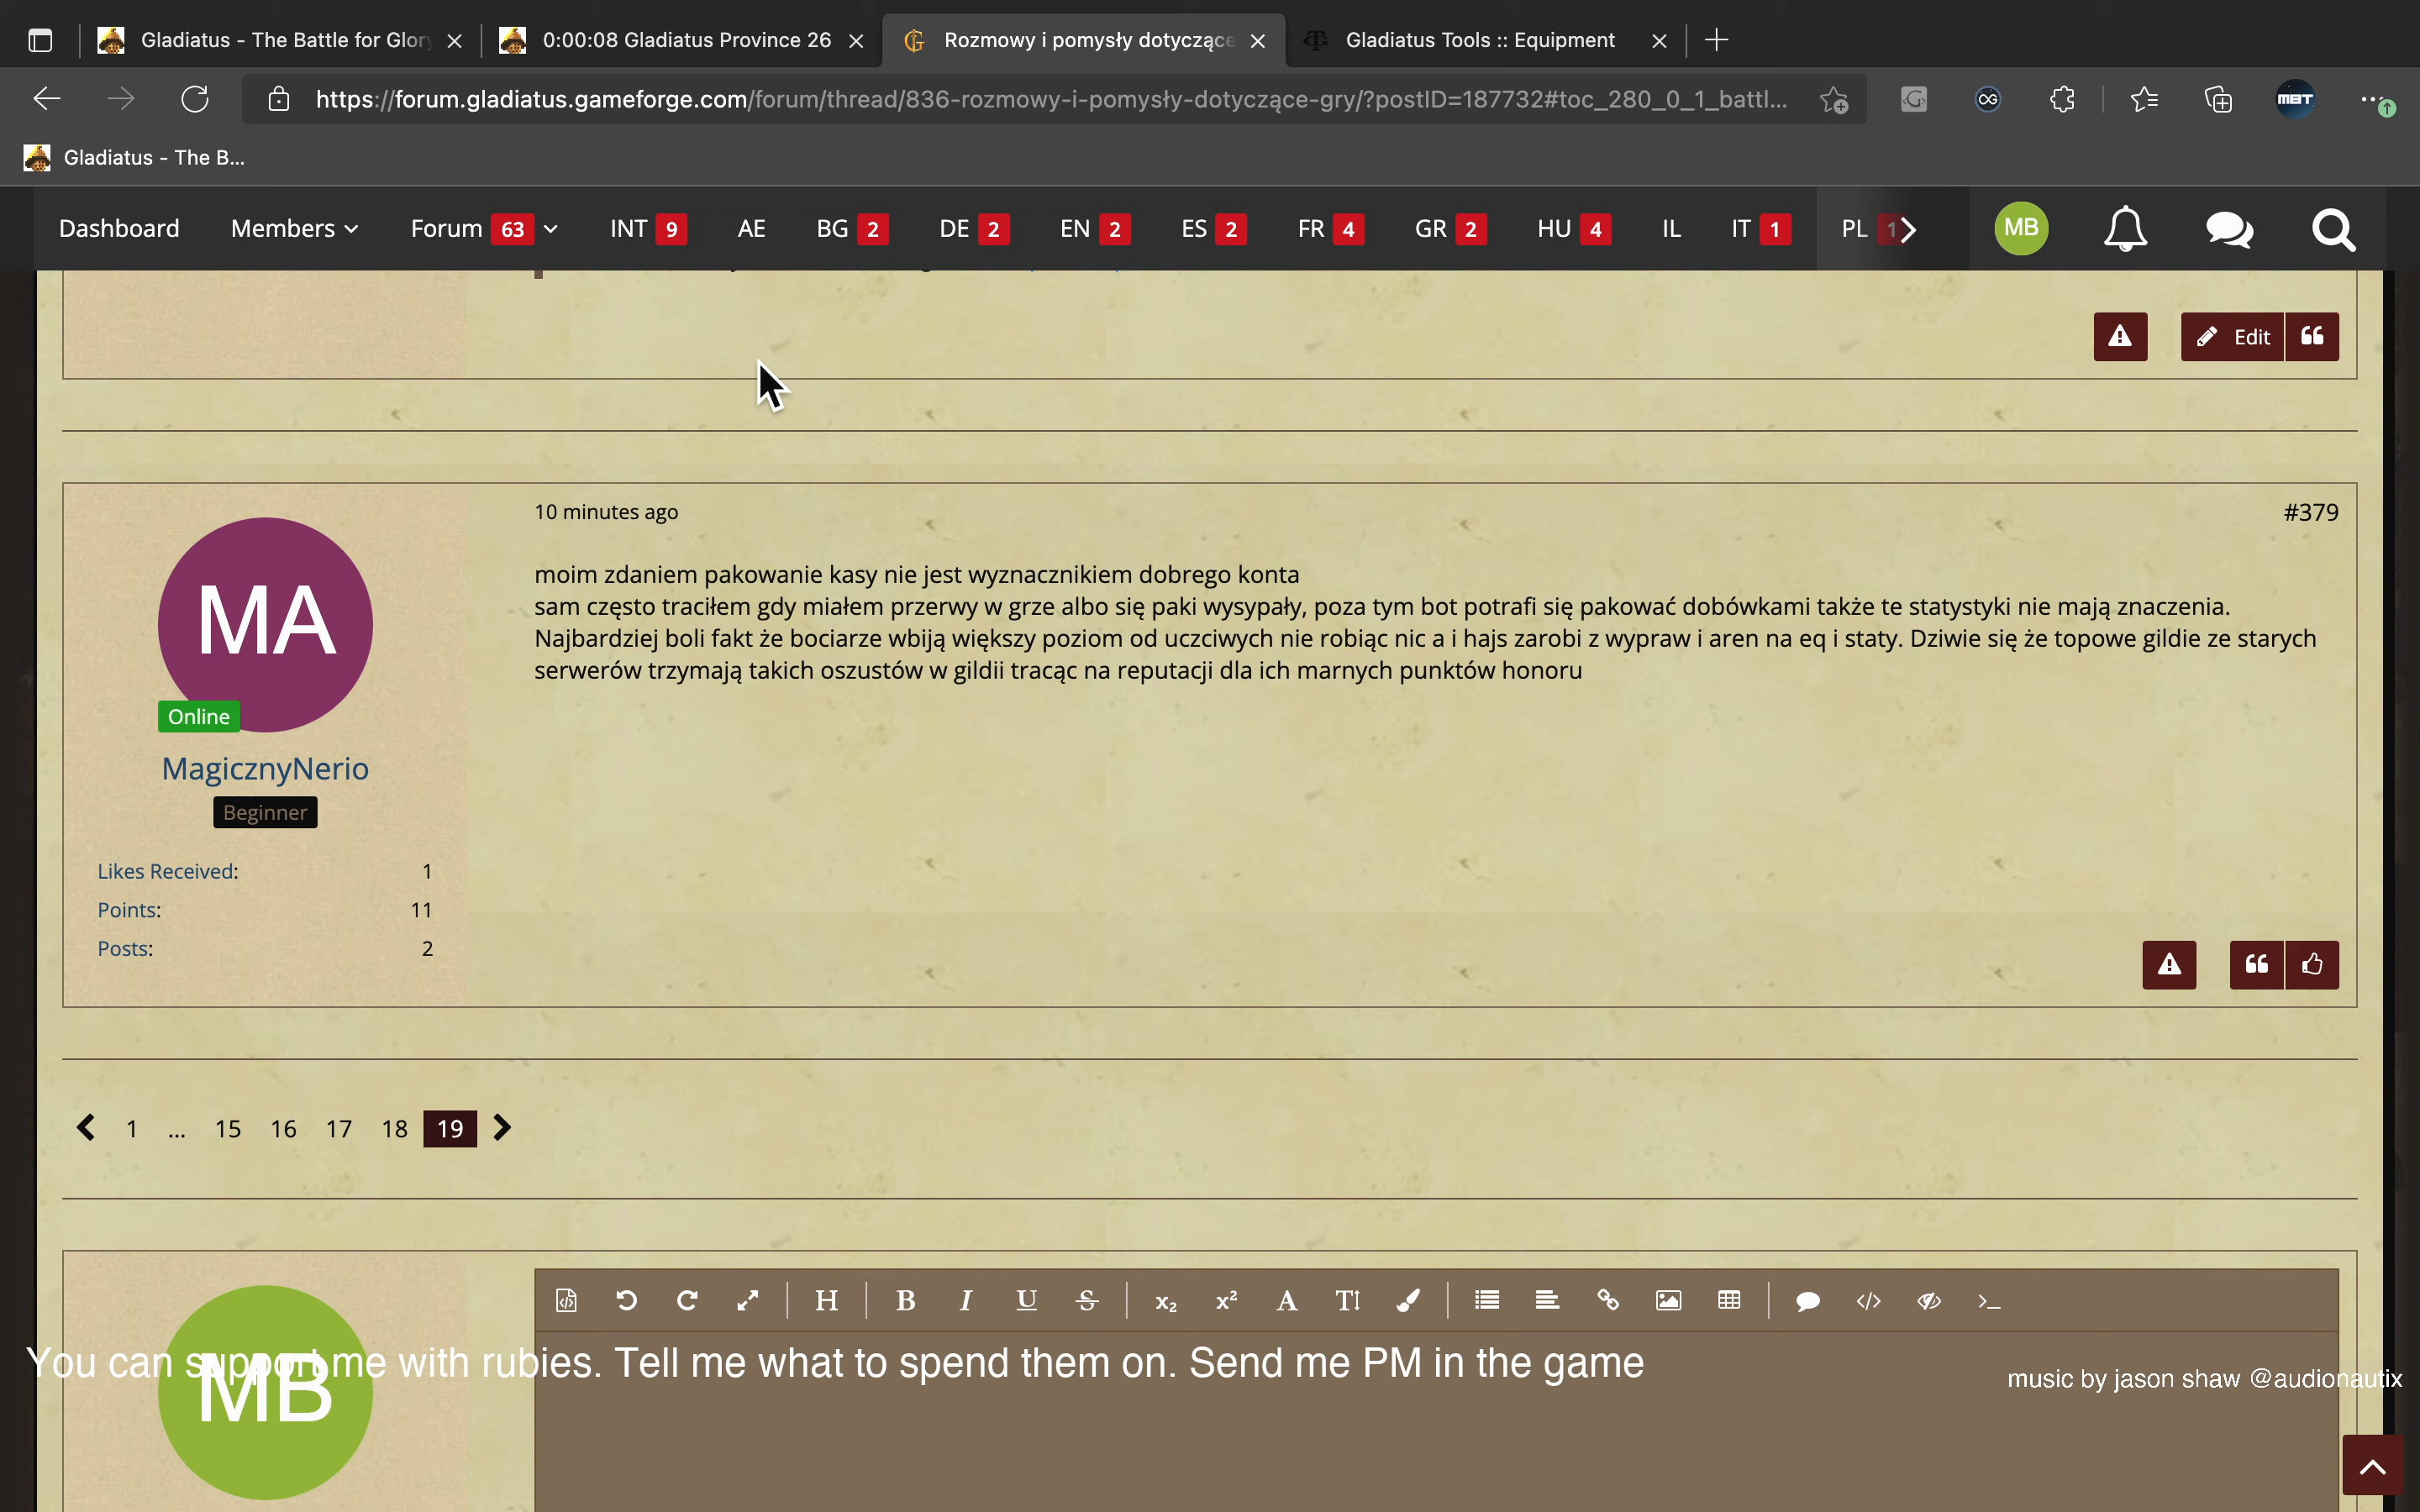 Gladiatus - The Battle for Glory
0:00:08 Gladiatus Province 26
Rozmowy i pomysły dotyczące
Gladiatus Tools :: Equipment
https://forum.gladiatus.gameforge.com/forum/thread/836-rozmowy-i-pomysły-dotyczące-gry/?postID=187732#toc_280_0_1_battl...
MBT
Gladiatus - The B...
Dashboard Members Forum 63 INT 9 AE BG 2 DE 2 EN 2 ES 2 FR 4 GR 2 HU 4 IL IT 1 PL 1 MB
Edit
10 minutes ago
#379
MA
Online
MagicznyNerio
Beginner
Likes Received: 1
Points: 11
Posts: 2
moim zdaniem pakowanie kasy nie jest wyznacznikiem dobrego konta
sam często traciłem gdy miałem przerwy w grze albo się paki wysypały, poza tym bot potrafi się pakować dobówkami także te statystyki nie mają znaczenia.
Najbardziej boli fakt że bociarze wbiją większy poziom od uczciwych nie robiąc nic a i hajs zarobi z wypraw i aren na eq i staty. Dziwie się że topowe gildie ze starych
serwerów trzymają takich oszustów w gildii tracąc na reputacji dla ich marnych punktów honoru
1 ... 15 16 17 18 19
H B I U S x₂ x² A T
MB
You can support me with rubies. Tell me what to spend them on. Send me PM in the game
music by jason shaw @audionautix